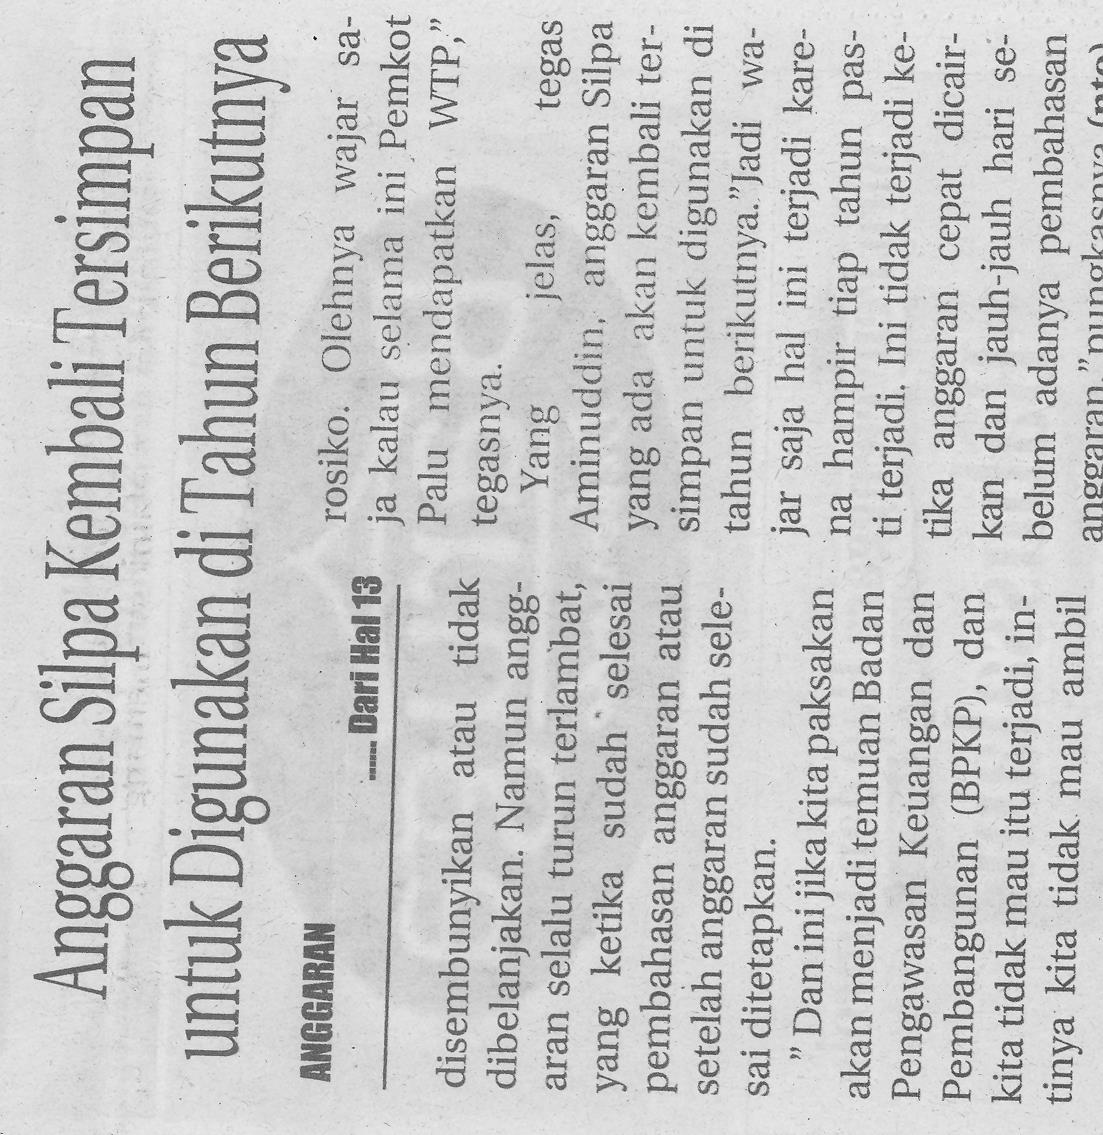 Anggaran Silpa Kembali Tersimpan
untuk Digunakan di Tahun Berikutnya
ANGGARAN
....... Dari Hal 13
disembunyikan atau tidak
dibelanjakan. Namun angg-
aran selalu turun terlambat,
yang ketika sudah selesai
pembahasan anggaran atau
setelah anggaran sudah sele-
sai ditetapkan.
” Dan ini jika kita paksakan
akan menjadi temuan Badan
Pengawasan Keuangan dan
Pembangunan (BPKP), dan
kita tidak mau itu terjadi, in-
tinya kita tidak mau ambil
rosiko. Olehnya wajar sa-
ja kalau selama ini Pemkot
Palu mendapatkan WTP,”
tegasnya.
Yang jelas, tegas
Aminuddin, anggaran Silpa
yang ada akan kembali ter-
simpan untuk digunakan di
tahun berikutnya.”Jadi wa-
jar saja hal ini terjadi kare-
na hampir tiap tahun pas-
ti terjadi. Ini tidak terjadi ke-
tika anggaran cepat dicair-
kan dan jauh-jauh hari se-
belum adanya pembahasan
anggaran,”pungkasnya.(nto)